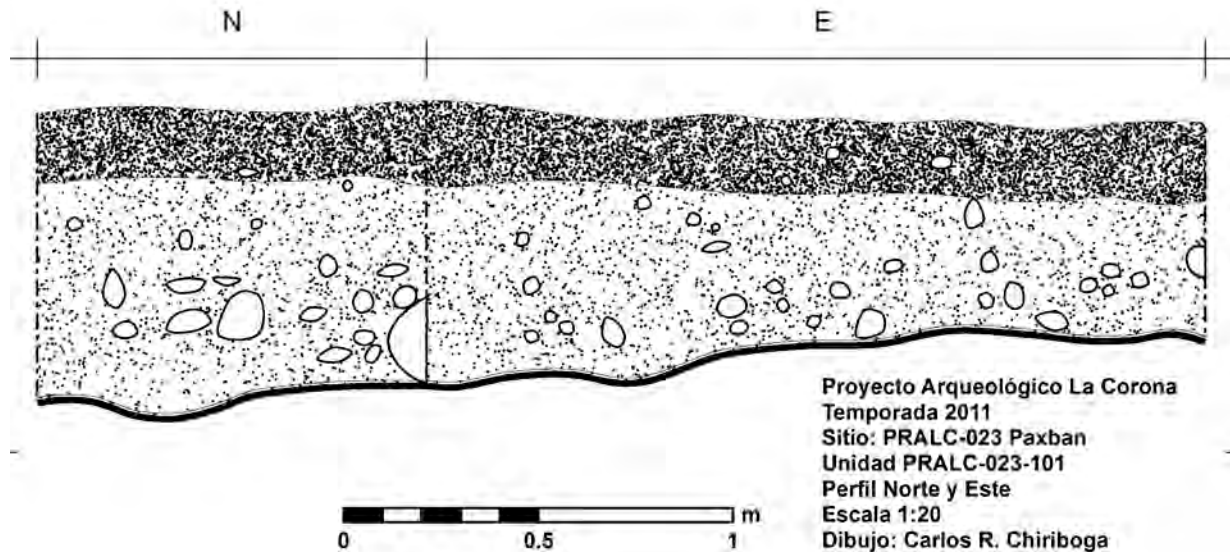 N E
m
0 0.5 1
Proyecto Arqueológico La Corona
Temporada 2011
Sitio: PRALC-023 Paxban
Unidad PRALC-023-101
Perfil Norte y Este
Escala 1:20
Dibujo: Carlos R. Chiriboga